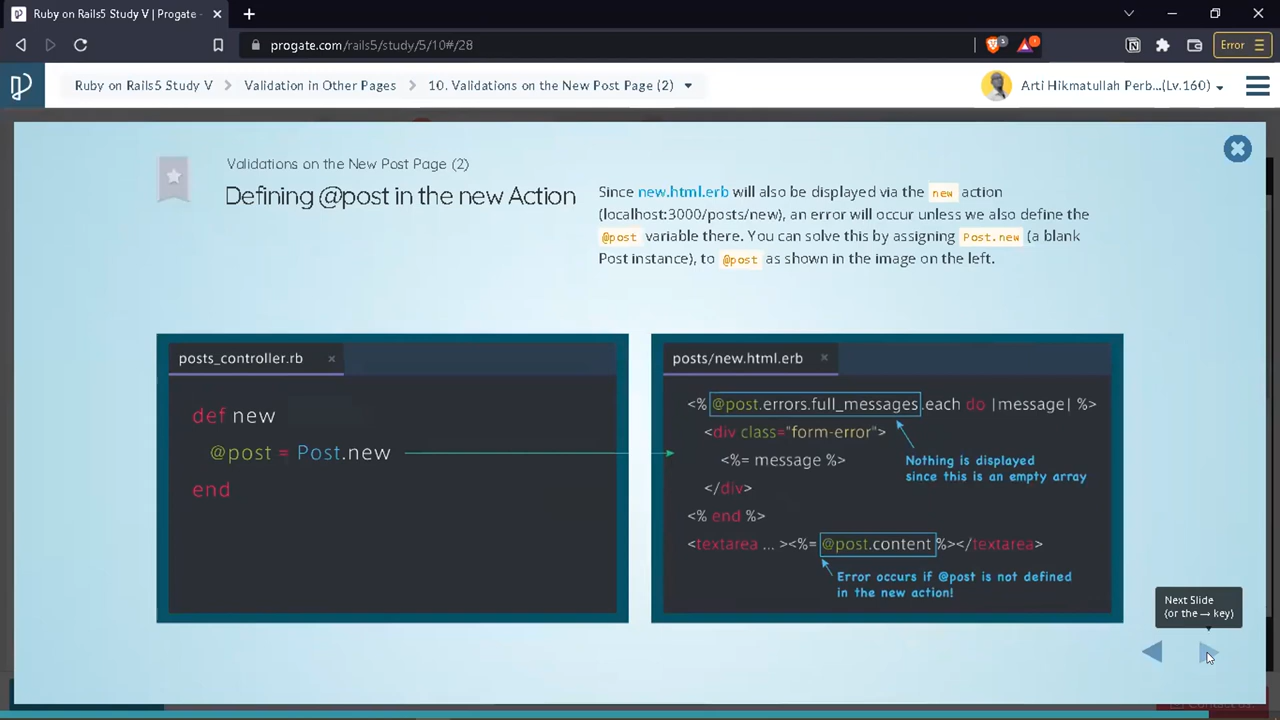 Ruby on Rails5 Study V | Progate -
progate.com/rails5/study/5/10#/28
Error
Ruby on Rails5 Study V
Validation in Other Pages
10. Validations on the New Post Page (2)
Arti Hikmatullah Perb...(Lv.160)
Validations on the New Post Page (2)
Defining @post in the new Action
Since new.html.erb will also be displayed via the new action
(localhost:3000/posts/new), an error will occur unless we also define the
@post variable there. You can solve this by assigning Post.new (a blank
Post instance), to @post as shown in the image on the left.
posts_controller.rb
def new
@post = Post.new
end
posts/new.html.erb
<% @post.errors.full_messages.each do |message| %>
<div class="form-error">
<%= message %>
</div>
<% end %>
<textarea ... ><%= @post.content %></textarea>
Nothing is displayed
since this is an empty array
Error occurs if @post is not defined
in the new action!
Next Slide
(or the → key)
Contact us